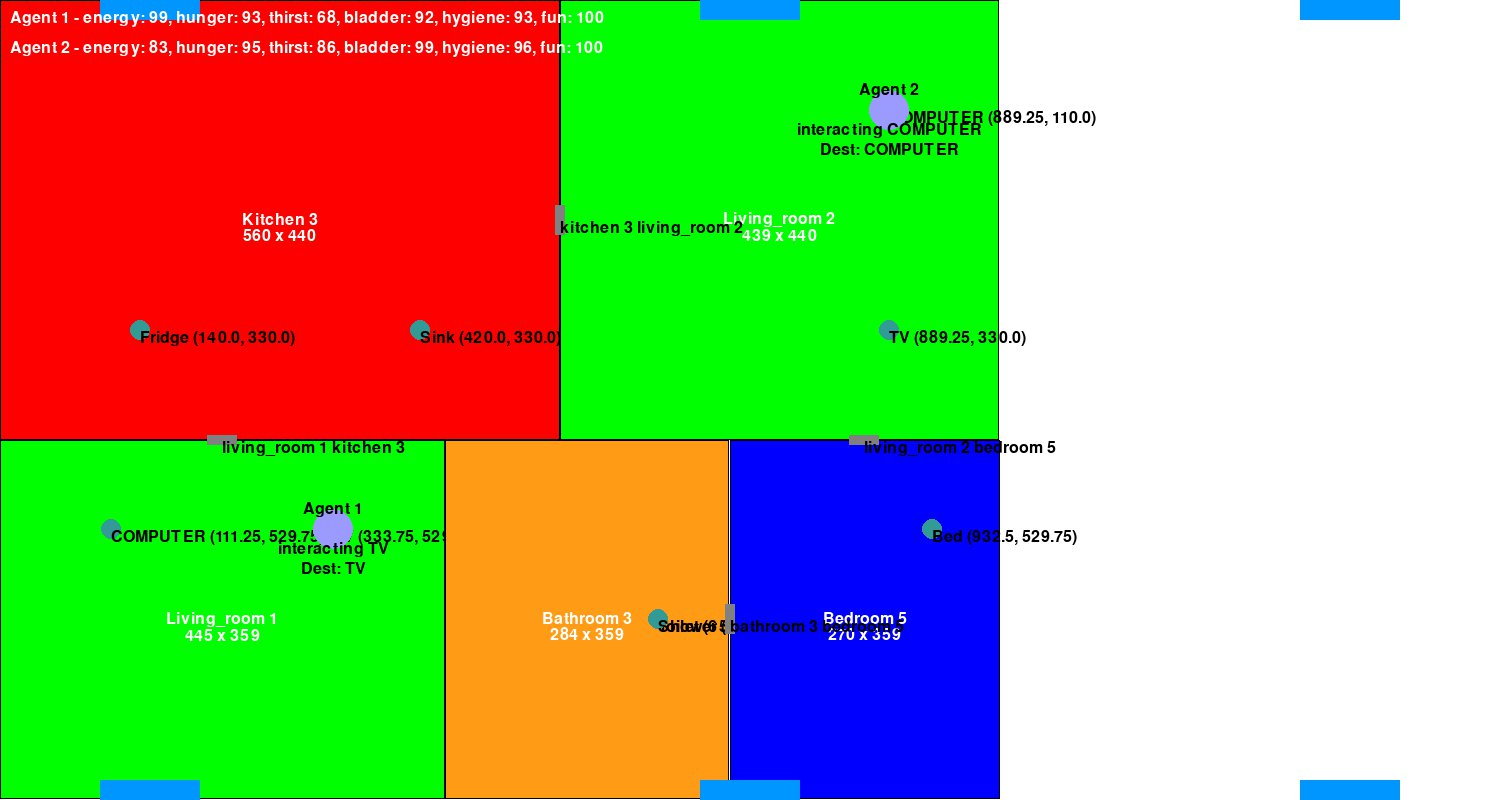 Agent 1 - energy: 99, hunger: 93, thirst: 68, bladder: 92, hygiene: 93, fun: 100
Agent 2 - energy: 83, hunger: 95, thirst: 86, bladder: 99, hygiene: 96, fun: 100
Agent 2
COMPUTER (889.25, 110.0)
interacting COMPUTER
Dest: COMPUTER
Kitchen 3
560 x 440
Living_room 2
439 x 440
kitchen 3 living_room 2
Fridge (140.0, 330.0)
Sink (420.0, 330.0)
TV (889.25, 330.0)
living_room 1 kitchen 3
living_room 2 bedroom 5
Agent 1
COMPUTER (111.25, 529.75
(333.75, 529
interacting TV
Dest: TV
Bed (932.5, 529.75)
Living_room 1
445 x 359
Bathroom 3
284 x 359
bathroom 3 bedroom 5
Bedroom 5
270 x 359